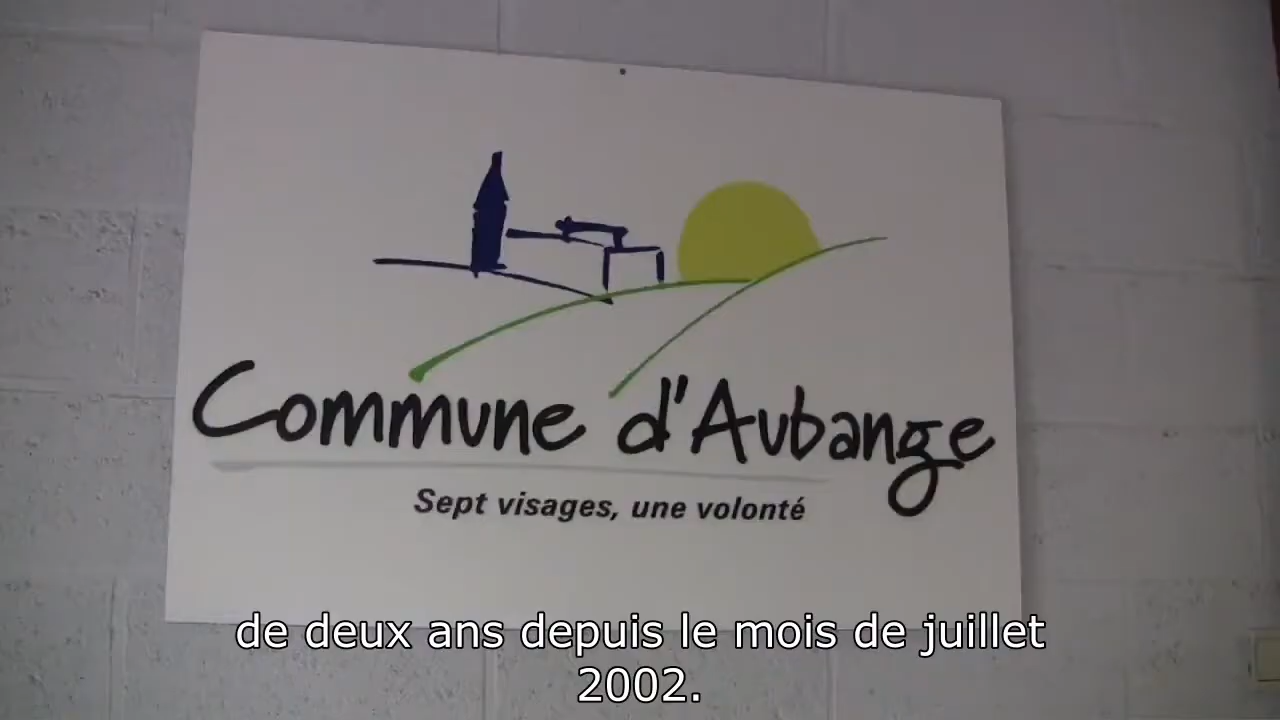 Commune d'Aubange
Sept visages, une volonté
de deux ans depuis le mois de juillet
2002.